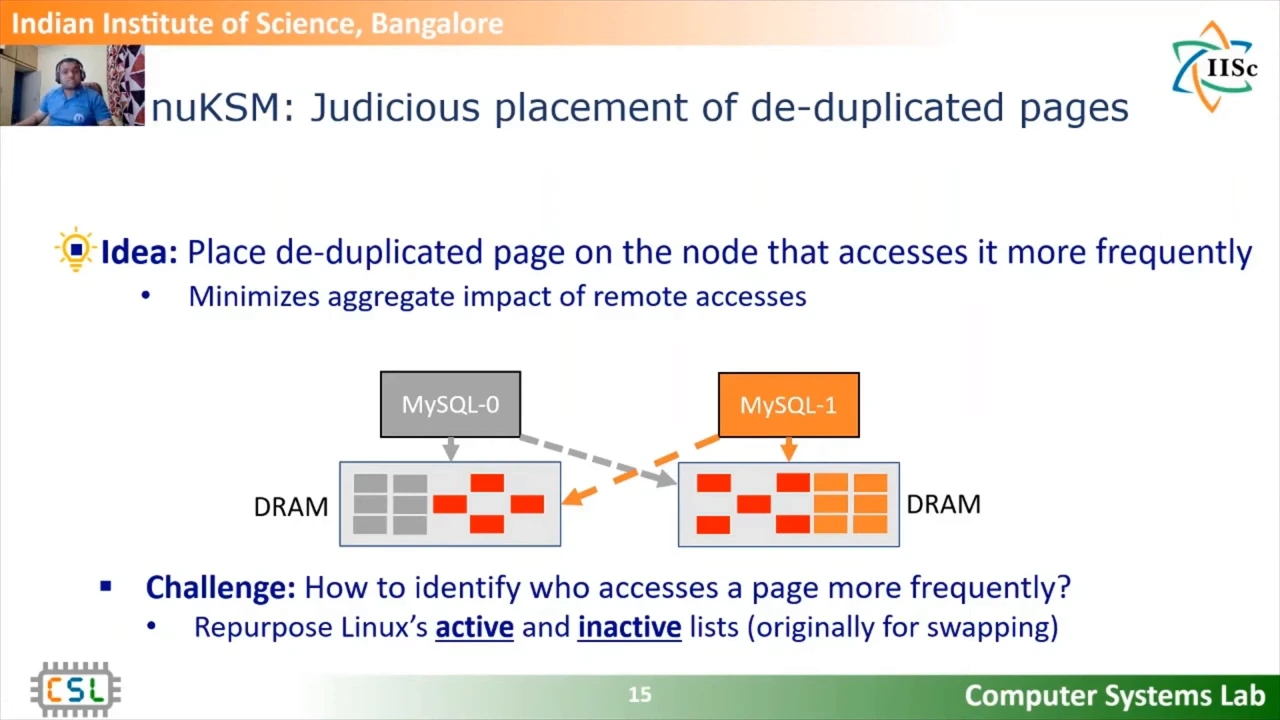 Indian Institute of Science, Bangalore
IISc
nuKSM: Judicious placement of de-duplicated pages
Idea: Place de-duplicated page on the node that accesses it more frequently
• Minimizes aggregate impact of remote accesses
MySQL-0
MySQL-1
DRAM
DRAM
▪ Challenge: How to identify who accesses a page more frequently?
• Repurpose Linux's active and inactive lists (originally for swapping)
CSL
15
Computer Systems Lab